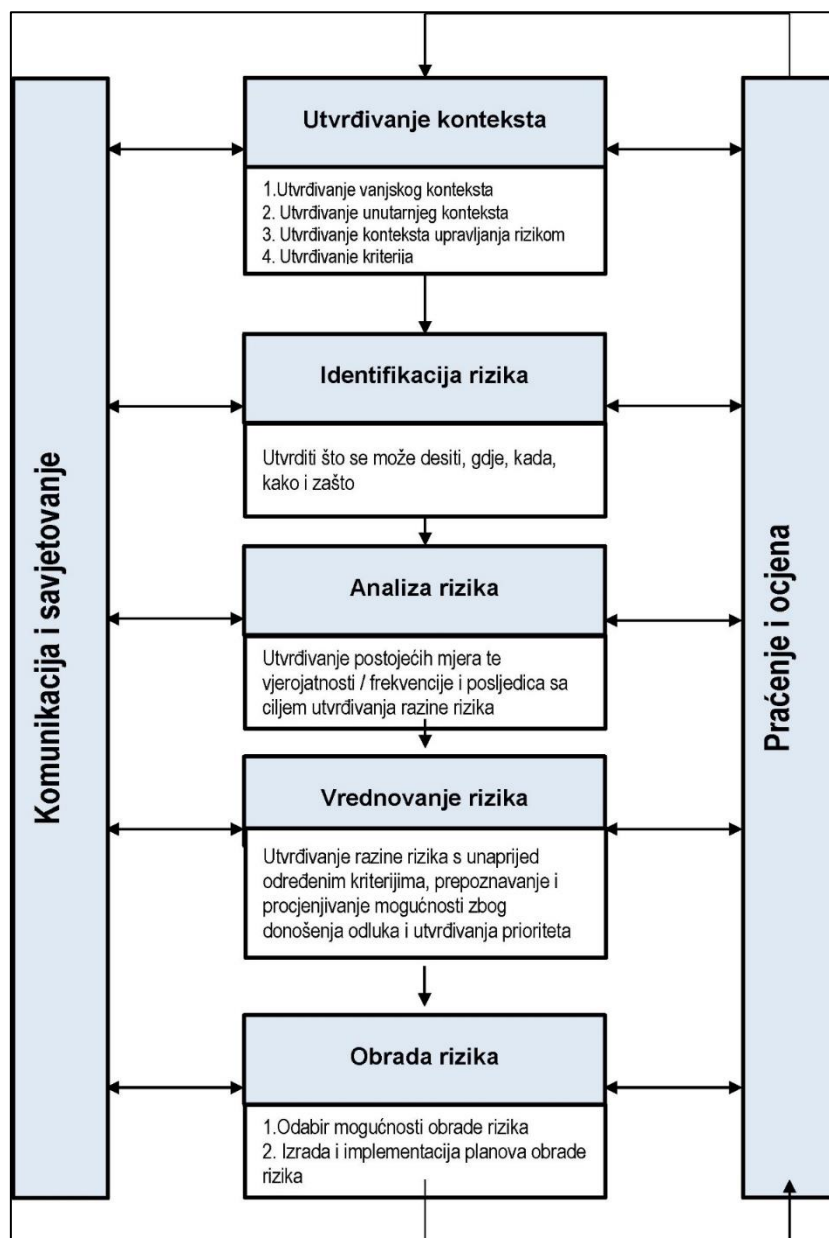 Komunikacija i savjetovanje
Utvrđivanje konteksta
1.Utvrđivanje vanjskog konteksta
2. Utvrđivanje unutarnjeg konteksta
3. Utvrđivanje konteksta upravljanja rizikom
4. Utvrđivanje kriterija
Identifikacija rizika
Utvrditi što se može desiti, gdje, kada,
kako i zašto
Analiza rizika
Utvrđivanje postojećih mjera te
vjerojatnosti / frekvencije i posljedica sa
ciljem utvrđivanja razine rizika
Vrednovanje rizika
Utvrđivanje razine rizika s unaprijed
određenim kriterijima, prepoznavanje i
procjenjivanje mogućnosti zbog
donošenja odluka i utvrđivanja prioriteta
Obrada rizika
1.Odabir mogućnosti obrade rizika
2. Izrada i implementacija planova obrade
rizika
Praćenje i ocjena